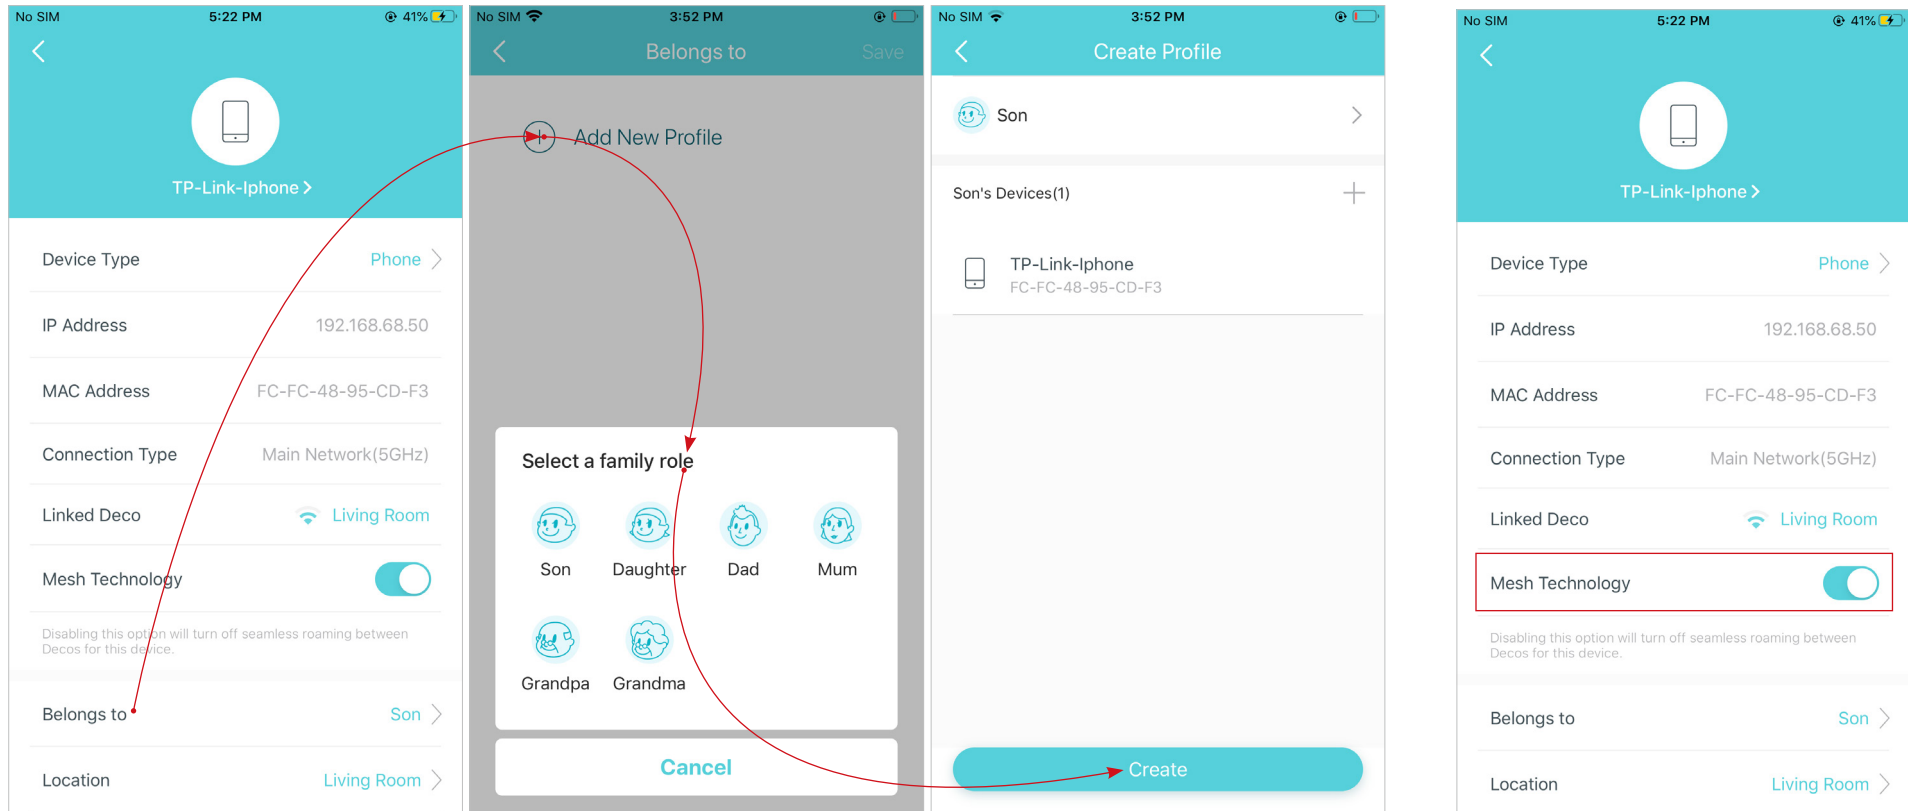 No SIM 5:22 PM 41%
TP-Link-Iphone
Device Type Phone
IP Address 192.168.68.50
MAC Address FC-FC-48-95-CD-F3
Connection Type Main Network(5GHz)
Linked Deco Living Room
Mesh Technology
Disabling this option will turn off seamless roaming between
Decos for this device.
Belongs to Son
Location Living Room
No SIM 3:52 PM
Belongs to Save
Add New Profile
Select a family role
Son Daughter Dad Mum
Grandpa Grandma
Cancel
No SIM 3:52 PM
Create Profile
Son
Son's Devices(1)
TP-Link-Iphone
FC-FC-48-95-CD-F3
Create
No SIM 5:22 PM 41%
TP-Link-Iphone
Device Type Phone
IP Address 192.168.68.50
MAC Address FC-FC-48-95-CD-F3
Connection Type Main Network(5GHz)
Linked Deco Living Room
Mesh Technology
Disabling this option will turn off seamless roaming between
Decos for this device.
Belongs to Son
Location Living Room